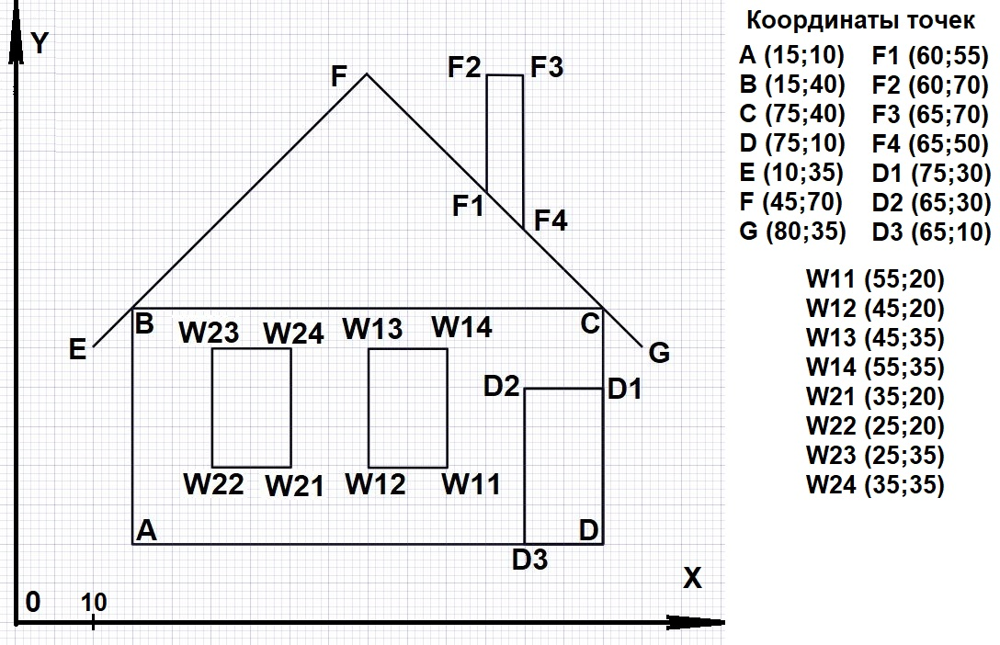 Y
F
F2 F3
F1
F4
B
C
E
G
W23 W24 W13 W14
D2 D1
W22 W21 W12 W11
A
D
D3
X
0 10
Координаты точек
A (15;10) F1 (60;55)
B (15;40) F2 (60;70)
C (75;40) F3 (65;70)
D (75;10) F4 (65;50)
E (10;35) D1 (75;30)
F (45;70) D2 (65;30)
G (80;35) D3 (65;10)
W11 (55;20)
W12 (45;20)
W13 (45;35)
W14 (55;35)
W21 (35;20)
W22 (25;20)
W23 (25;35)
W24 (35;35)